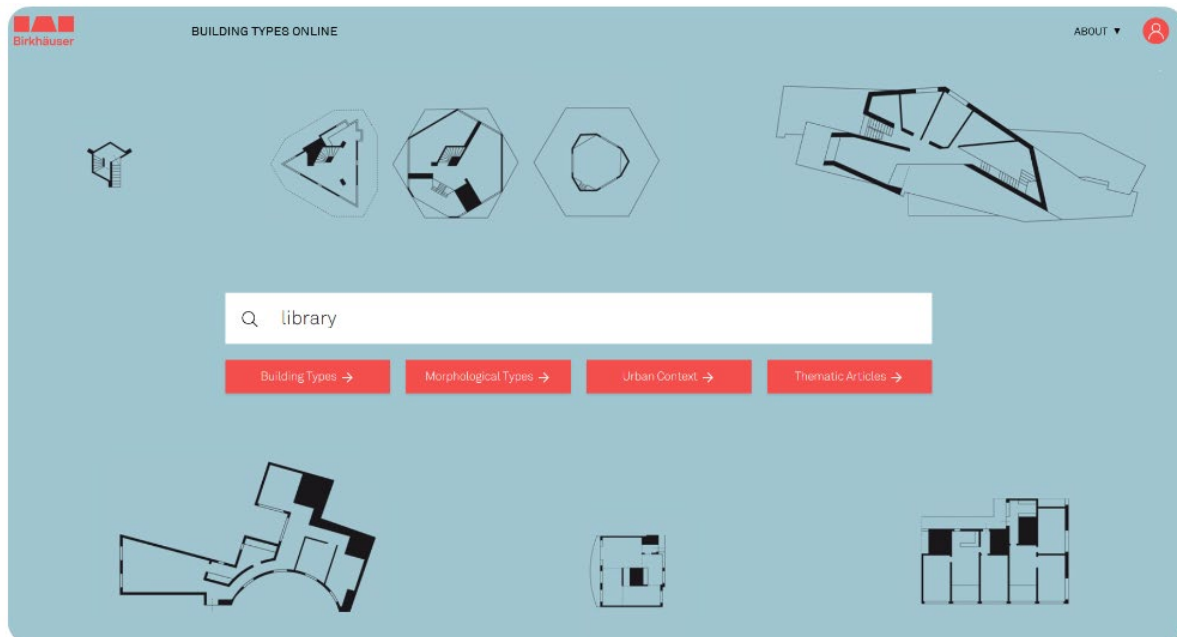 Birkhäuser
BUILDING TYPES ONLINE
ABOUT ▼
library
Building Types →
Morphological Types →
Urban Context →
Thematic Articles →